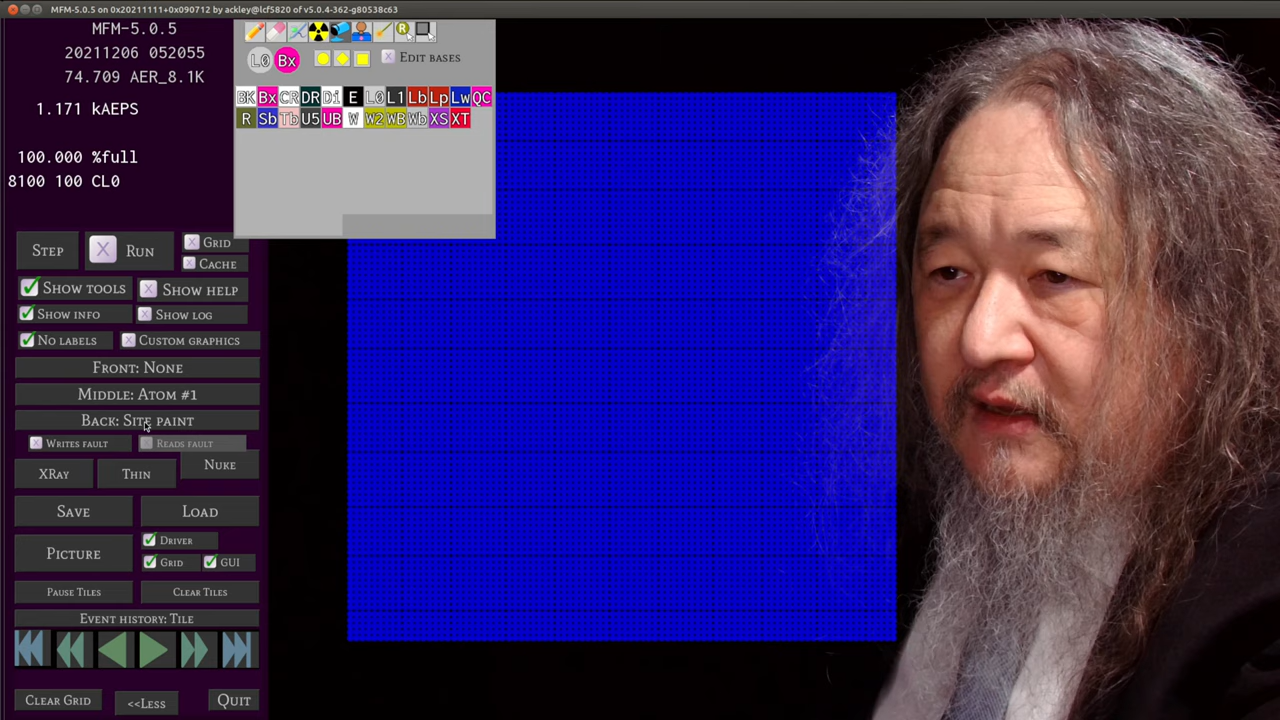 MFM-5.0.5 on 0x20211111+0x090712 by ackley@lcf5820 of v5.0.4-362-g80538c63
MFM-5.0.5
20211206 052055
74.709 AER_8.1K
1.171 kAEPS
100.000 %full
8100 100 CL0
L0 Bx Edit bases
BK Bx CR DR Di E L0 L1 Lb Lp Lw QC
R Sb Tb U5 UB W W2 WB Wb XS XT
Step X Run X Grid
X Cache
Show tools X Show help
Show info X Show log
No labels X Custom graphics
Front: None
Middle: Atom #1
Back: Site paint
X Writes fault Reads fault
XRay Thin Nuke
Save Load
Picture Driver
Grid GUI
Pause Tiles Clear Tiles
Event history: Tile
Clear Grid <<Less Quit